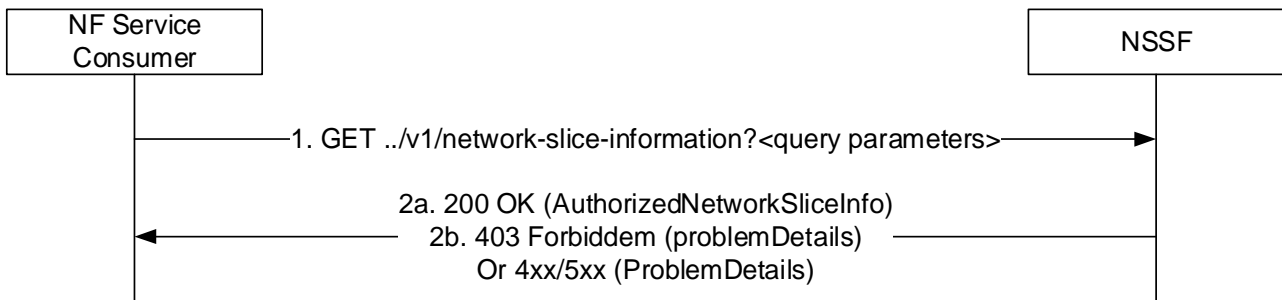 NF Service
Consumer
NSSF
1. GET ../v1/network-slice-information?<query parameters>
2a. 200 OK (AuthorizedNetworkSliceInfo)
2b. 403 Forbiddem (problemDetails)
Or 4xx/5xx (ProblemDetails)